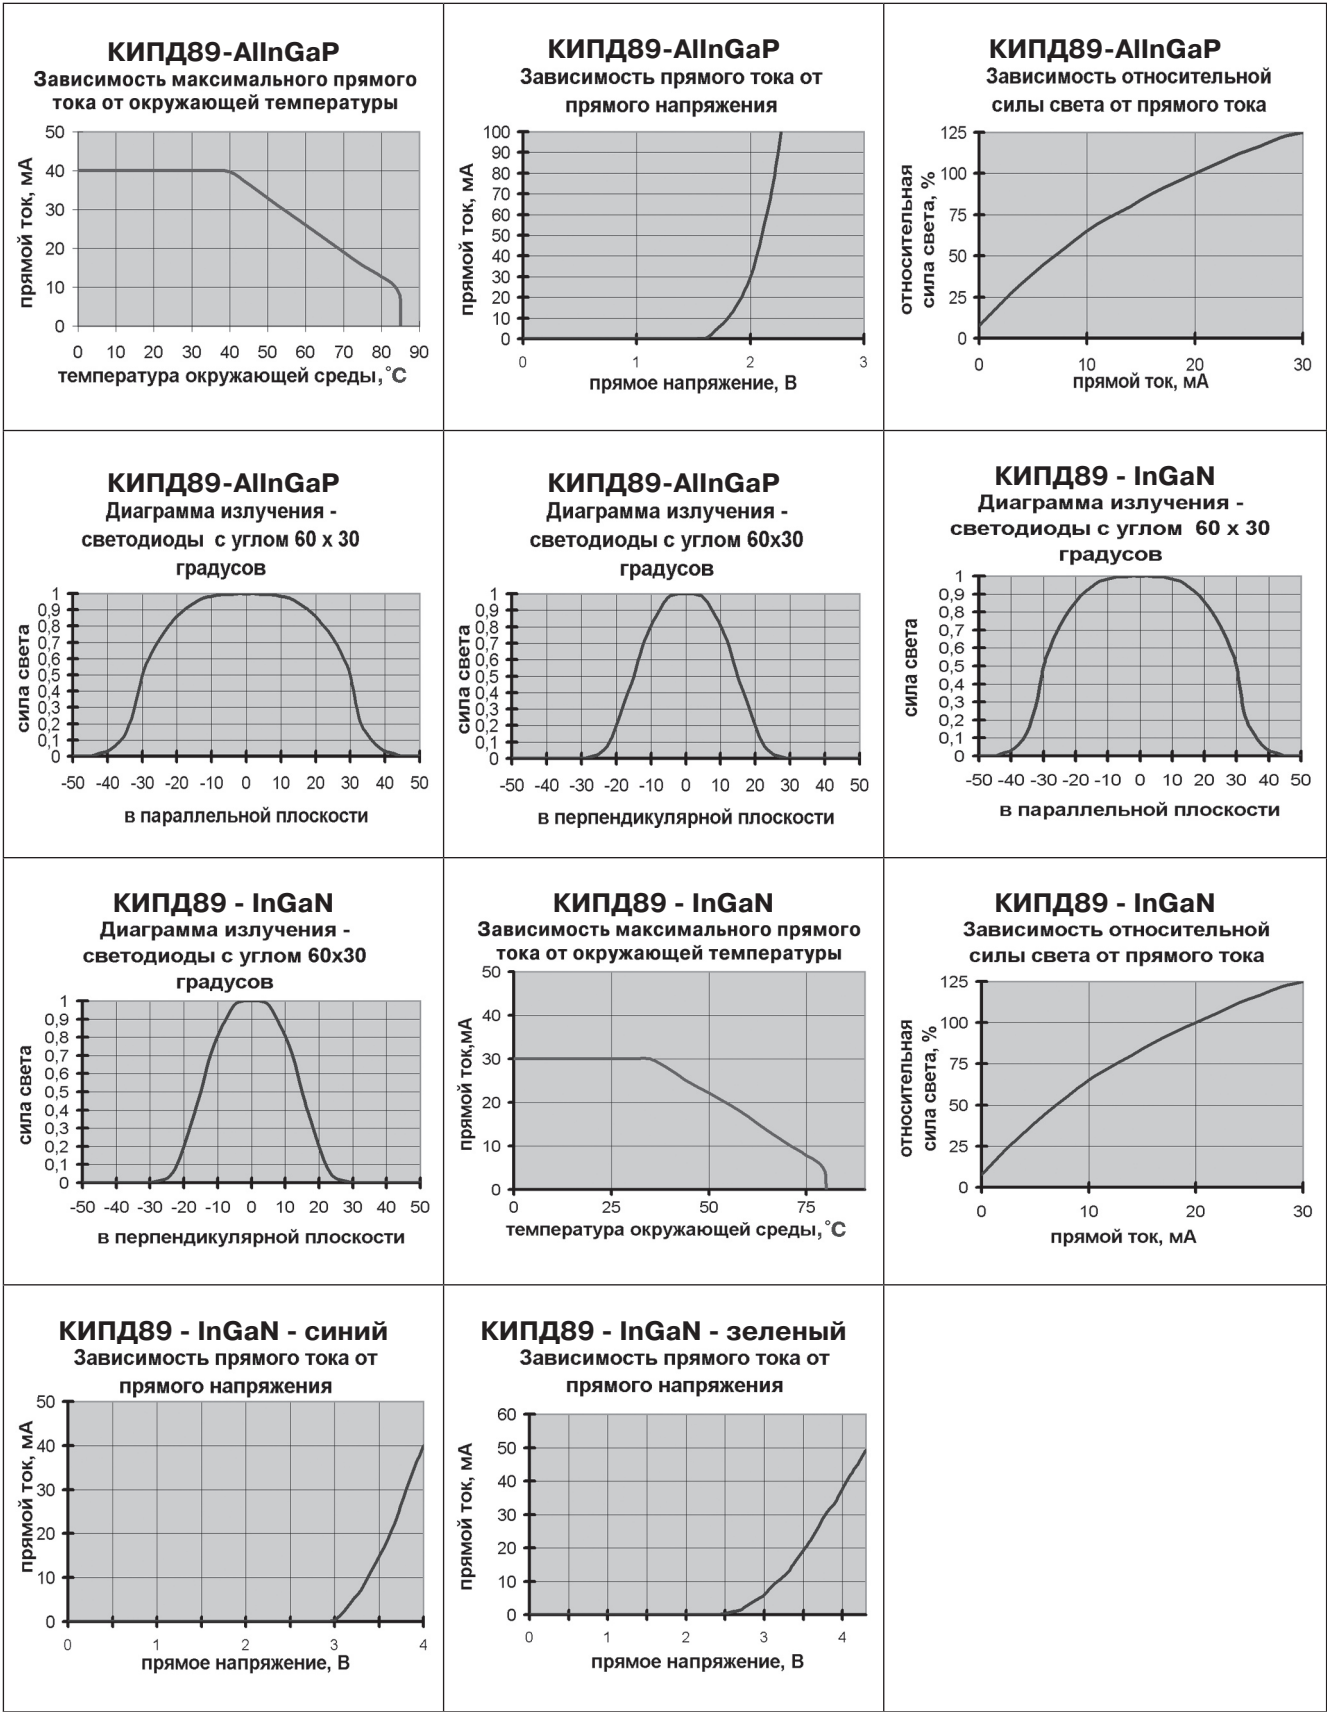 КИПД89-AlInGaP
Зависимость максимального прямого
тока от окружающей температуры
50
40
30
20
10
0
прямой ток, мА
0 10 20 30 40 50 60 70 80 90
температура окружающей среды,˚С
КИПД89-AlInGaP
Зависимость прямого тока от
прямого напряжения
100
90
80
70
60
50
40
30
20
10
0
прямой ток, мА
0 1 2 3
прямое напряжение, В
КИПД89-AlInGaP
Зависимость относительной
силы света от прямого тока
125
100
75
50
25
0
относительная
сила света, %
0 10 20 30
прямой ток, мА
КИПД89-AlInGaP
Диаграмма излучения -
светодиоды с углом 60 х 30
градусов
1
0,9
0,8
0,7
0,6
0,5
0,4
0,3
0,2
0,1
0
сила света
-50 -40 -30 -20 -10 0 10 20 30 40 50
в параллельной плоскости
КИПД89-AlInGaP
Диаграмма излучения -
светодиоды с углом 60х30
градусов
1
0,9
0,8
0,7
0,6
0,5
0,4
0,3
0,2
0,1
0
сила света
-50 -40 -30 -20 -10 0 10 20 30 40 50
в перпендикулярной плоскости
КИПД89 - InGaN
Диаграмма излучения -
светодиоды с углом 60 х 30
градусов
1
0,9
0,8
0,7
0,6
0,5
0,4
0,3
0,2
0,1
0
сила света
-50 -40 -30 -20 -10 0 10 20 30 40 50
в параллельной плоскости
КИПД89 - InGaN
Диаграмма излучения -
светодиоды с углом 60х30
градусов
1
0,9
0,8
0,7
0,6
0,5
0,4
0,3
0,2
0,1
0
сила света
-50 -40 -30 -20 -10 0 10 20 30 40 50
в перпендикулярной плоскости
КИПД89 - InGaN
Зависимость максимального прямого
тока от окружающей температуры
50
40
30
20
10
0
прямой ток,мА
0 25 50 75
температура окружающей среды,˚С
КИПД89 - InGaN
Зависимость относительной
силы света от прямого тока
125
100
75
50
25
0
относительная
сила света, %
0 10 20 30
прямой ток, мА
КИПД89 - InGaN - синий
Зависимость прямого тока от
прямого напряжения
50
40
30
20
10
0
прямой ток, мА
0 1 2 3 4
прямое напряжение, В
КИПД89 - InGaN - зеленый
Зависимость прямого тока от
прямого напряжения
60
50
40
30
20
10
0
прямой ток, мА
0 1 2 3 4
прямое напряжение, В